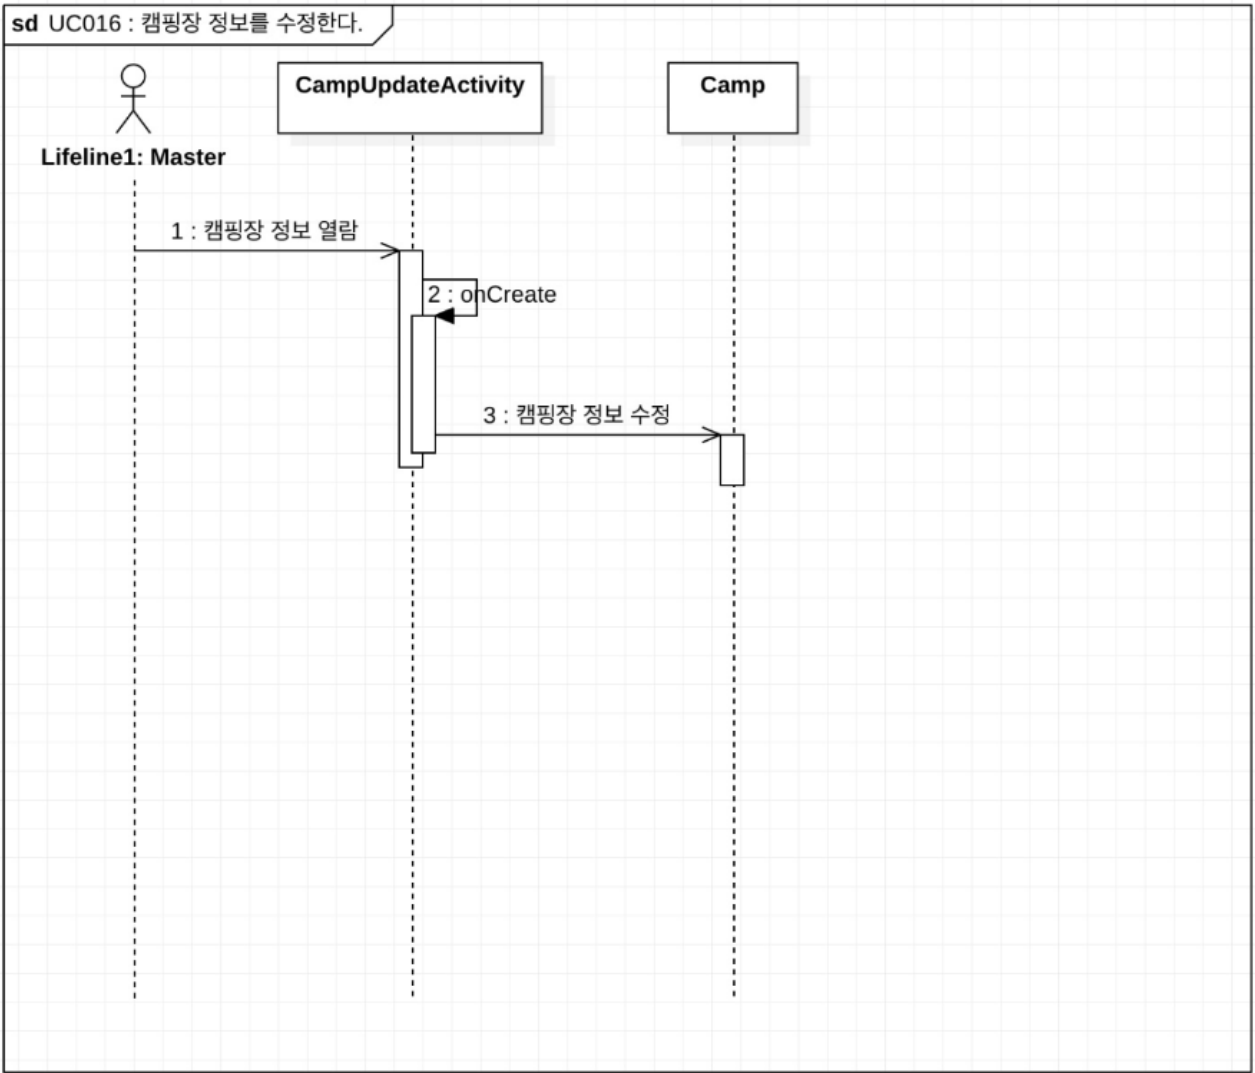 sd UC016 : 캠핑장 정보를 수정한다.
CampUpdateActivity
Camp
Lifeline1: Master
1 : 캠핑장 정보 열람
2 : onCreate
3 : 캠핑장 정보 수정